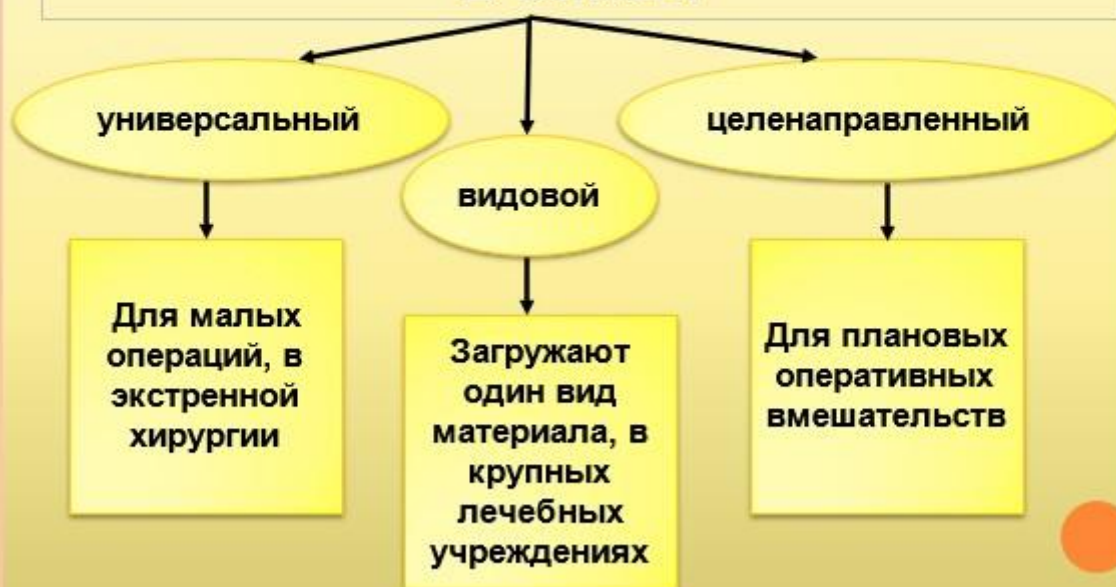 универсальный
видовой
целенаправленный
Для малых
операций, в
экстренной
хирургии
Загружают
один вид
материала, в
крупных
лечебных
учреждениях
Для плановых
оперативных
вмешательств